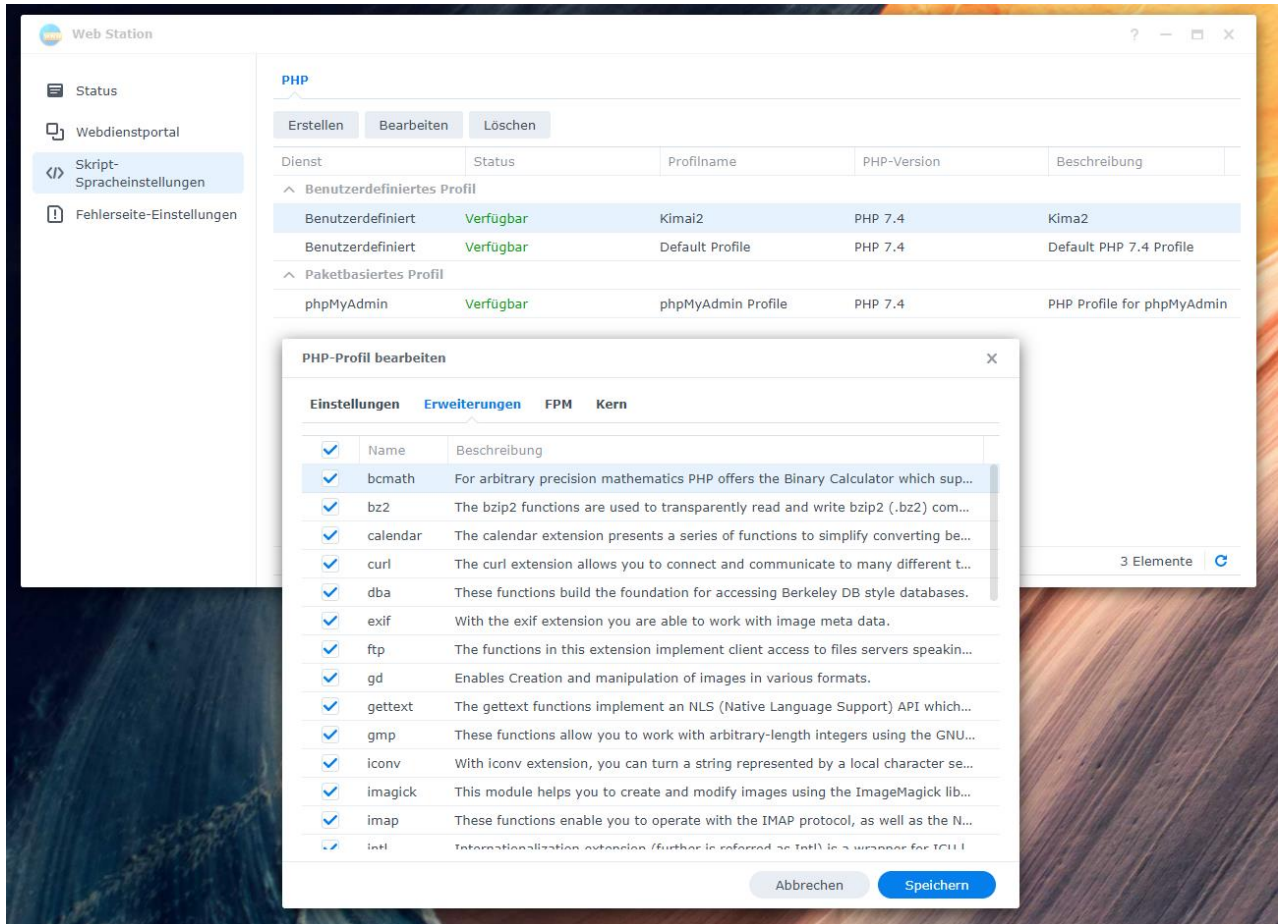 Web Station
Status
Webdienstportal
Skript-
Spracheinstellungen
Fehlerseite-Einstellungen
PHP
Erstellen Bearbeiten Löschen
Dienst Status Profilname PHP-Version Beschreibung
Benutzerdefiniertes Profil
Benutzerdefiniert Verfügbar Kimai2 PHP 7.4 Kima2
Benutzerdefiniert Verfügbar Default Profile PHP 7.4 Default PHP 7.4 Profile
Paketbasiertes Profil
phpMyAdmin Verfügbar phpMyAdmin Profile PHP 7.4 PHP Profile for phpMyAdmin
3 Elemente
PHP-Profil bearbeiten
Einstellungen Erweiterungen FPM Kern
Name Beschreibung
bcmath For arbitrary precision mathematics PHP offers the Binary Calculator which sup...
bz2 The bzip2 functions are used to transparently read and write bzip2 (.bz2) com...
calendar The calendar extension presents a series of functions to simplify converting be...
curl The curl extension allows you to connect and communicate to many different t...
dba These functions build the foundation for accessing Berkeley DB style databases.
exif With the exif extension you are able to work with image meta data.
ftp The functions in this extension implement client access to files servers speakin...
gd Enables Creation and manipulation of images in various formats.
gettext The gettext functions implement an NLS (Native Language Support) API which...
gmp These functions allow you to work with arbitrary-length integers using the GNU...
iconv With iconv extension, you can turn a string represented by a local character se...
imagick This module helps you to create and modify images using the ImageMagick lib...
imap These functions enable you to operate with the IMAP protocol, as well as the N...
intl Internationalization extension (further is referred as Intl) is a wrapper for ICU l
Abbrechen Speichern